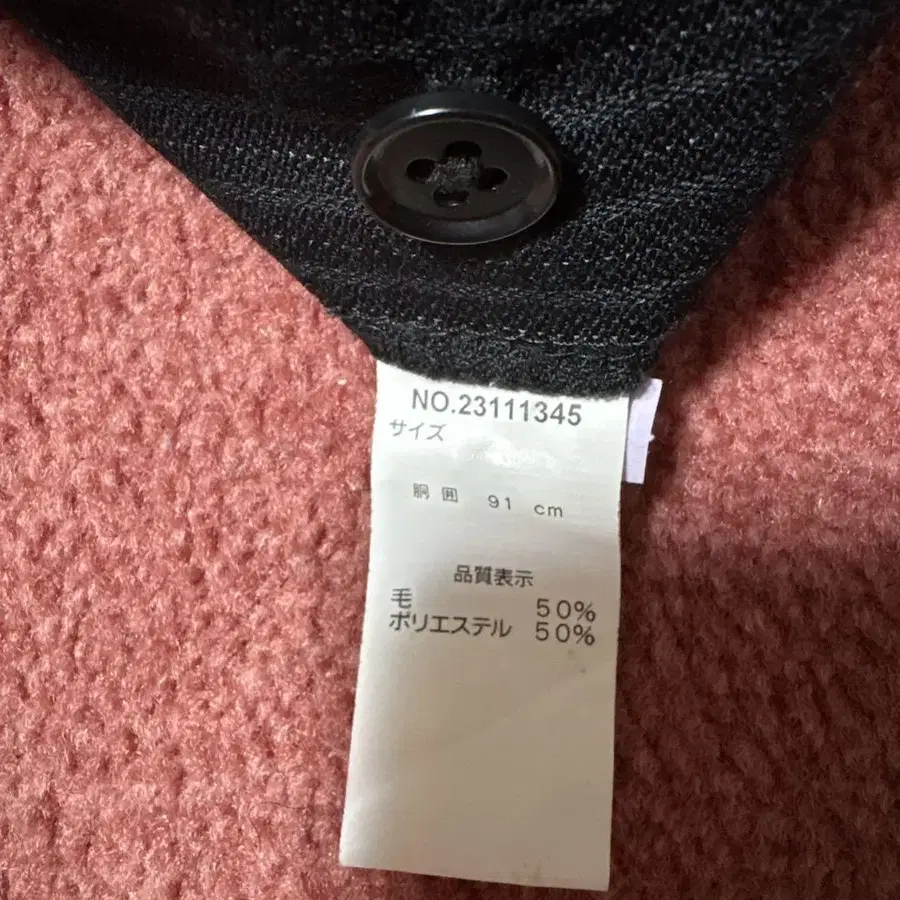 NO.23111345
サイズ
胴囲 91 cm
品質表示
毛 50%
ポリエステル 50%